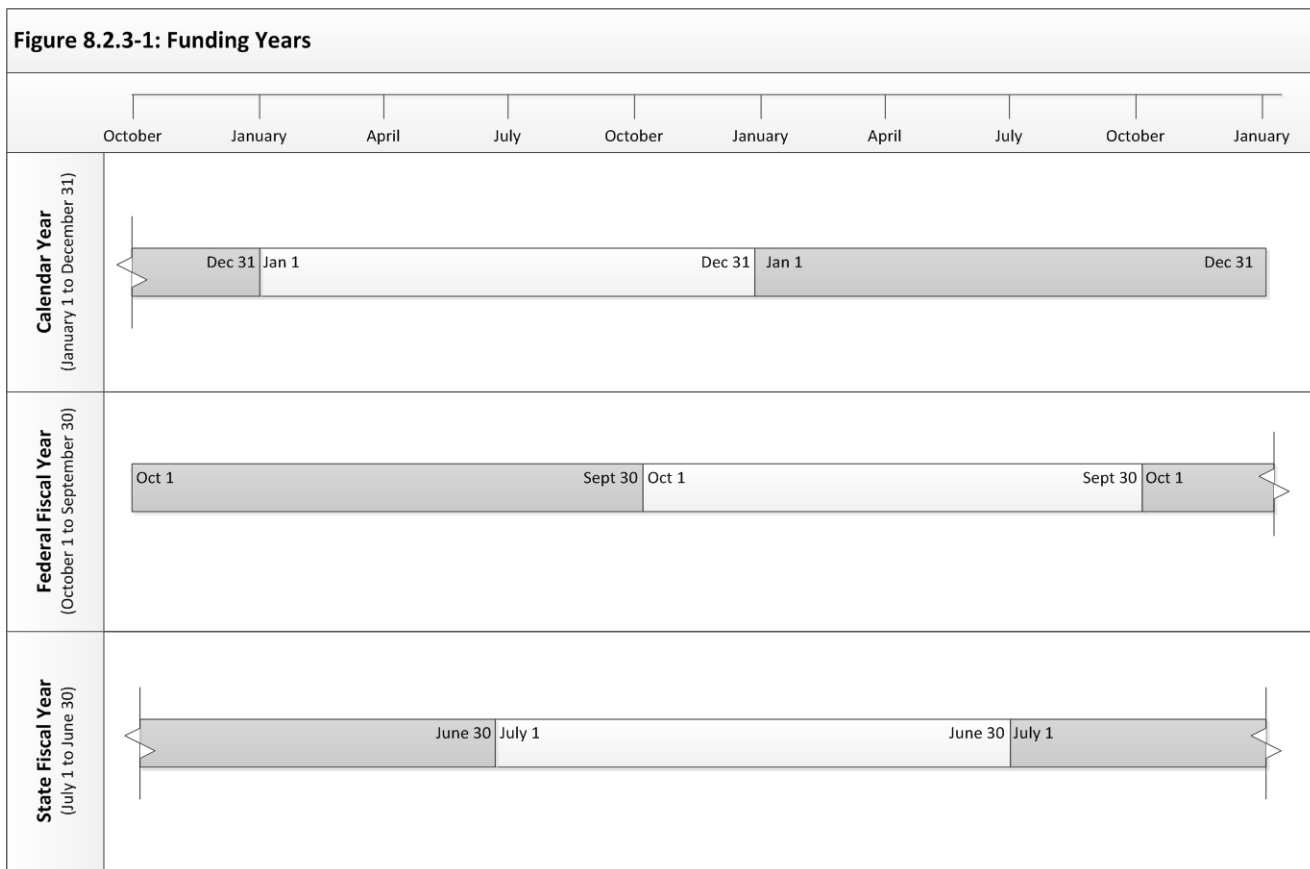 Figure 8.2.3-1: Funding Years
October January April July October January April July October January
Calendar Year
(January 1 to December 31)
Dec 31 Jan 1 Dec 31 Jan 1 Dec 31
Federal Fiscal Year
(October 1 to September 30)
Oct 1 Sept 30 Oct 1 Sept 30 Oct 1
State Fiscal Year
(July 1 to June 30)
June 30 July 1 June 30 July 1